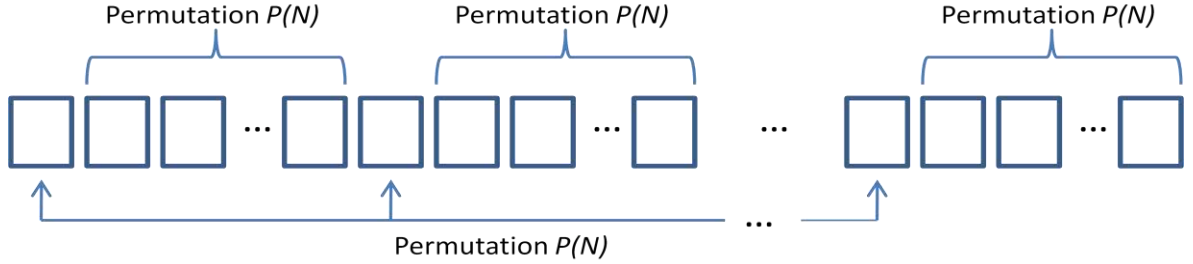 Permutation P(N) Permutation P(N) Permutation P(N)
... ... ... ...
...
Permutation P(N)